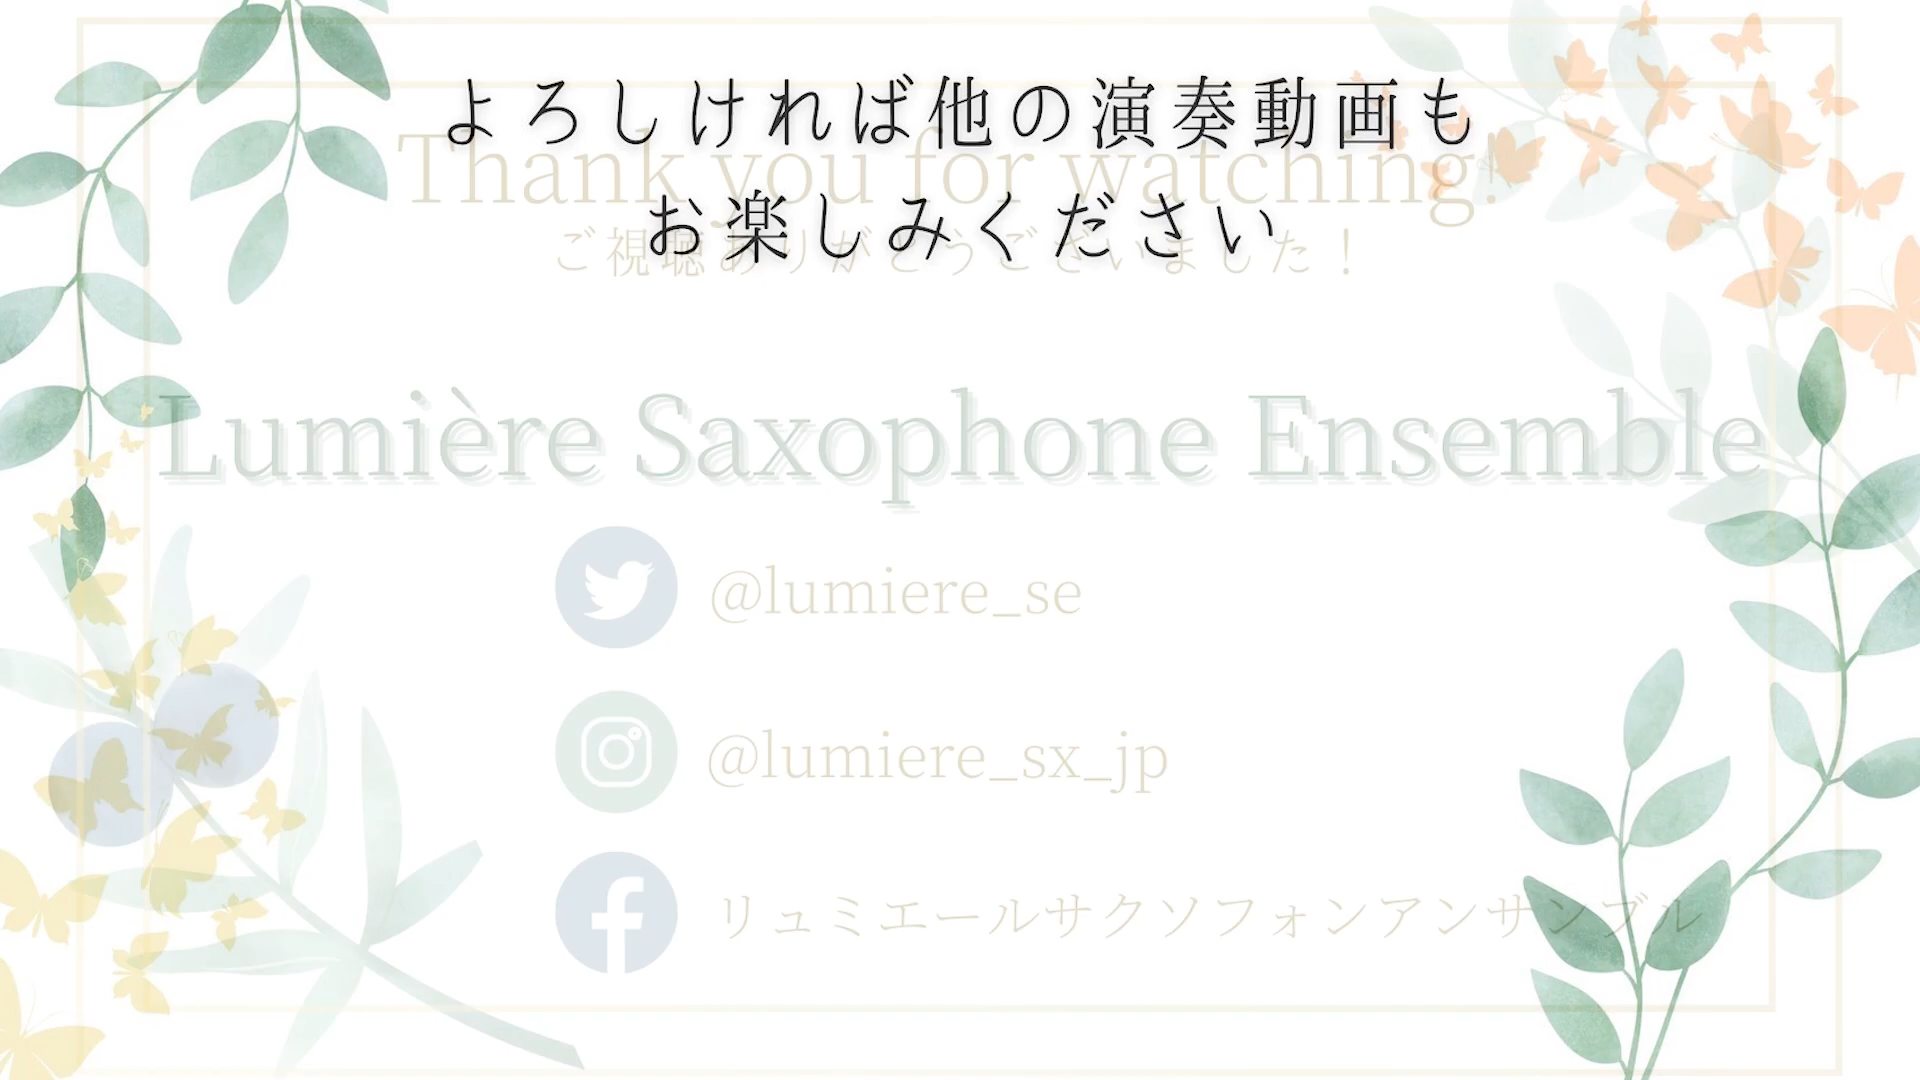 よろしければ他の演奏動画も
Thank you for watching!
お楽しみください
ご視聴ありがとうございました！
Lumière Saxophone Ensemble
@lumiere_se
@lumiere_sx_jp
リュミエールサクソフォンアンサンブル